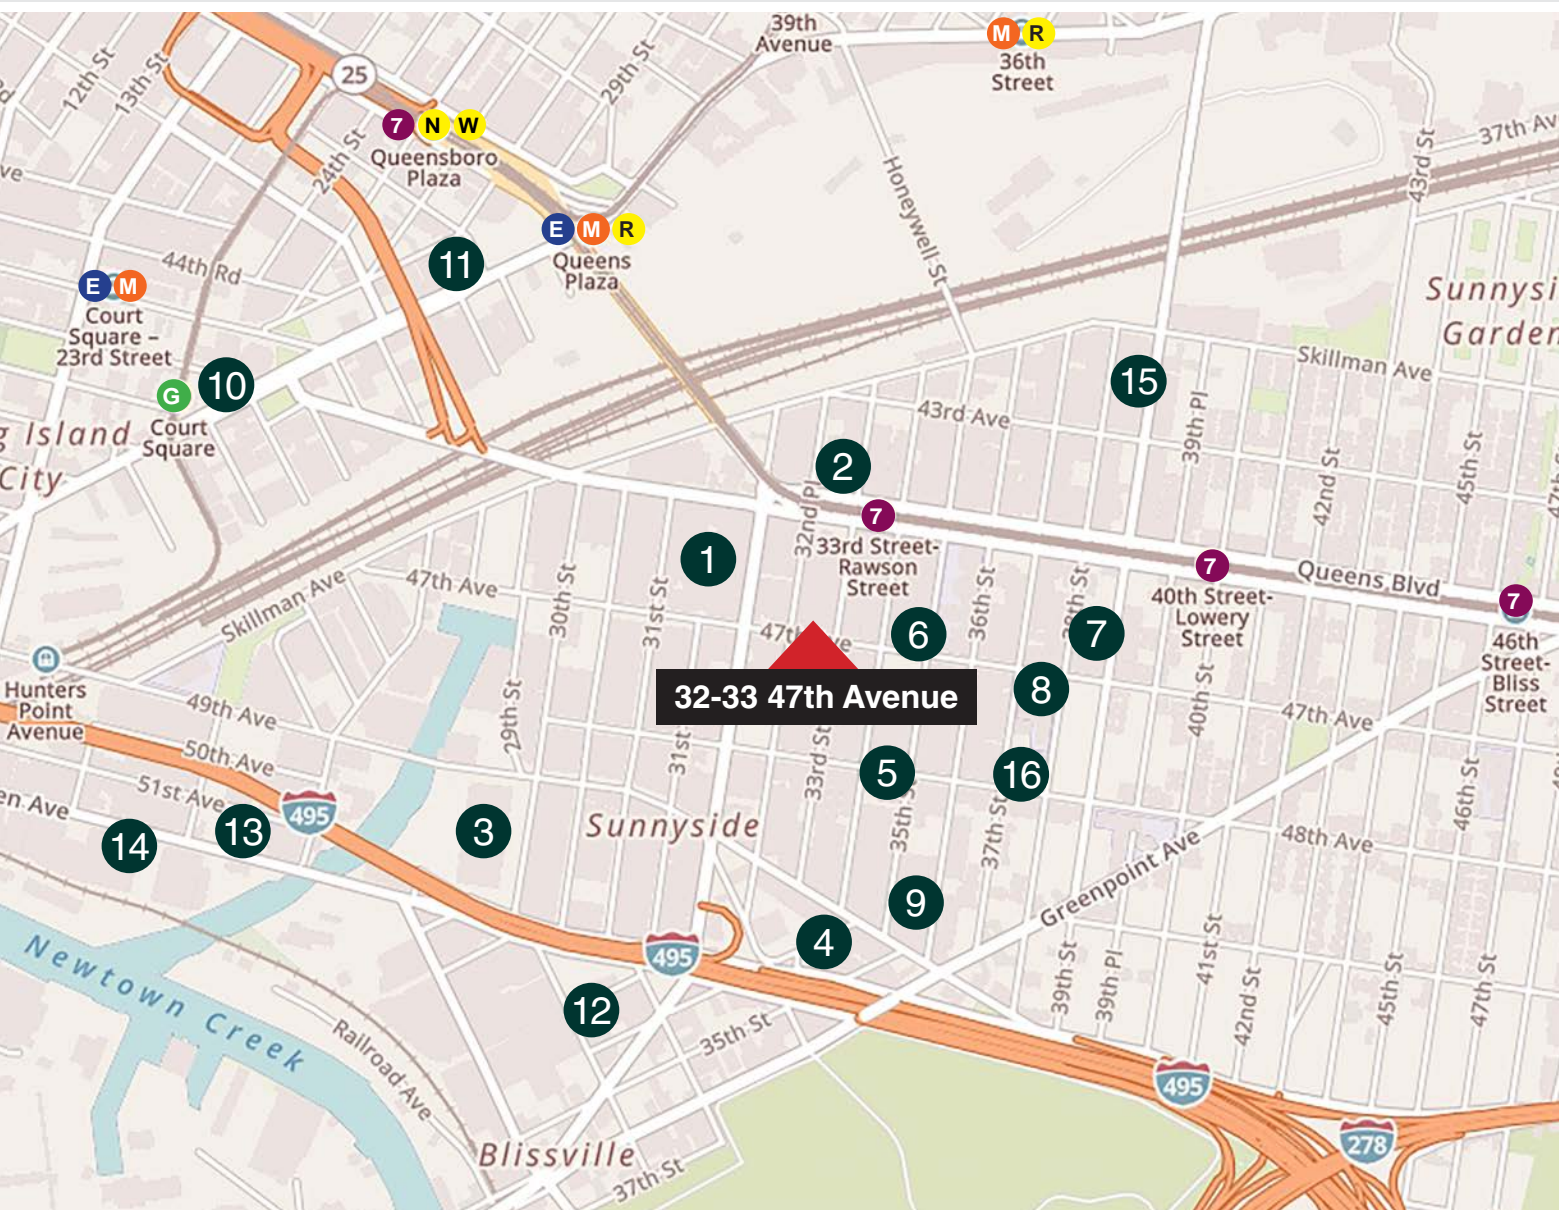 39th
Avenue
M R
36th
Street
25
12th St
13th St
29th St
24th St
7 N W
Queensboro
Plaza
37th Av
43rd St
Honeywell St
E M R
Queens
Plaza
11
44th Rd
E M
Court
Square –
23rd Street
10
G
Court
Square
g Island
City
Sunnysi
Garden
Skillman Ave
15
43rd Ave
39th Pl
42nd St
45th St
47th S
2
32nd Pl
7
33rd Street-
Rawson
Street
1
7
40th Street-
Lowery
Street
Queens Blvd
7
46th
Street-
Bliss
Street
Skillman Ave
47th Ave
30th St
31st St
36th St
6
7
8
32-33 47th Avenue
Hunters
Point
Avenue
49th Ave
50th Ave
51st Ave
en Ave
29th St
31st
33rd St
40th St
47th Ave
5
16
35th
37th St
46th St
495
13
14
3
Sunnyside
48th Ave
Greenpoint Ave
9
4
495
12
39th St
39th Pl
41st St
42nd St
45th St
47th St
Newtown Creek
Railroad Ave
35th St
495
278
Blissville
37th St